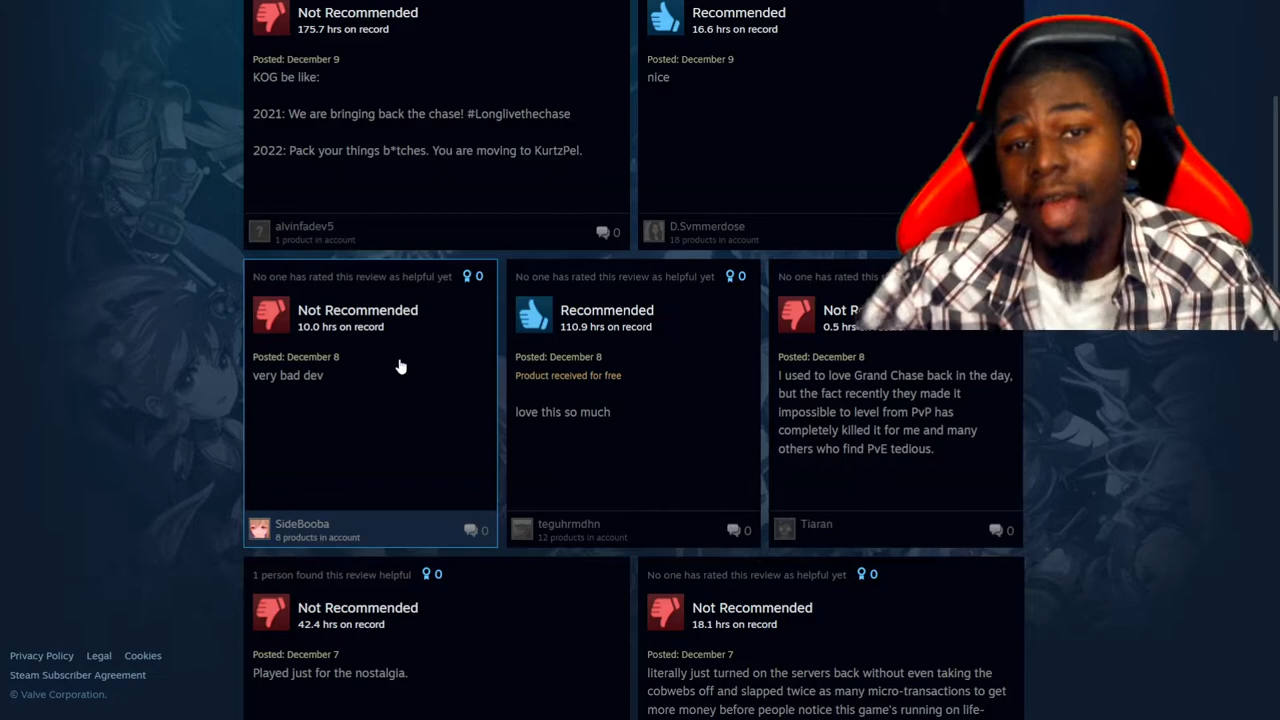 Not Recommended
175.7 hrs on record
Posted: December 9
KOG be like:
2021: We are bringing back the chase! #Longlivethechase
2022: Pack your things b*tches. You are moving to KurtzPel.
?
alvinfadev5
1 product in account
0
Recommended
16.6 hrs on record
Posted: December 9
nice
D.Svmmerdose
18 products in account
No one has rated this review as helpful yet
0
Not Recommended
10.0 hrs on record
Posted: December 8
very bad dev
SideBooba
8 products in account
0
No one has rated this review as helpful yet
0
Recommended
110.9 hrs on record
Posted: December 8
Product received for free
love this so much
teguhrmdhn
12 products in account
0
No one has rated this
Not
0.5 hrs
Posted: December 8
I used to love Grand Chase back in the day,
but the fact recently they made it
impossible to level from PvP has
completely killed it for me and many
others who find PvE tedious.
Tiaran
0
1 person found this review helpful
0
Not Recommended
42.4 hrs on record
Posted: December 7
Played just for the nostalgia.
No one has rated this review as helpful yet
0
Not Recommended
18.1 hrs on record
Posted: December 7
literally just turned on the servers back without even taking the
cobwebs off and slapped twice as many micro-transactions to get
more money before people notice this game's running on life-
Privacy Policy Legal Cookies
Steam Subscriber Agreement
© Valve Corporation.